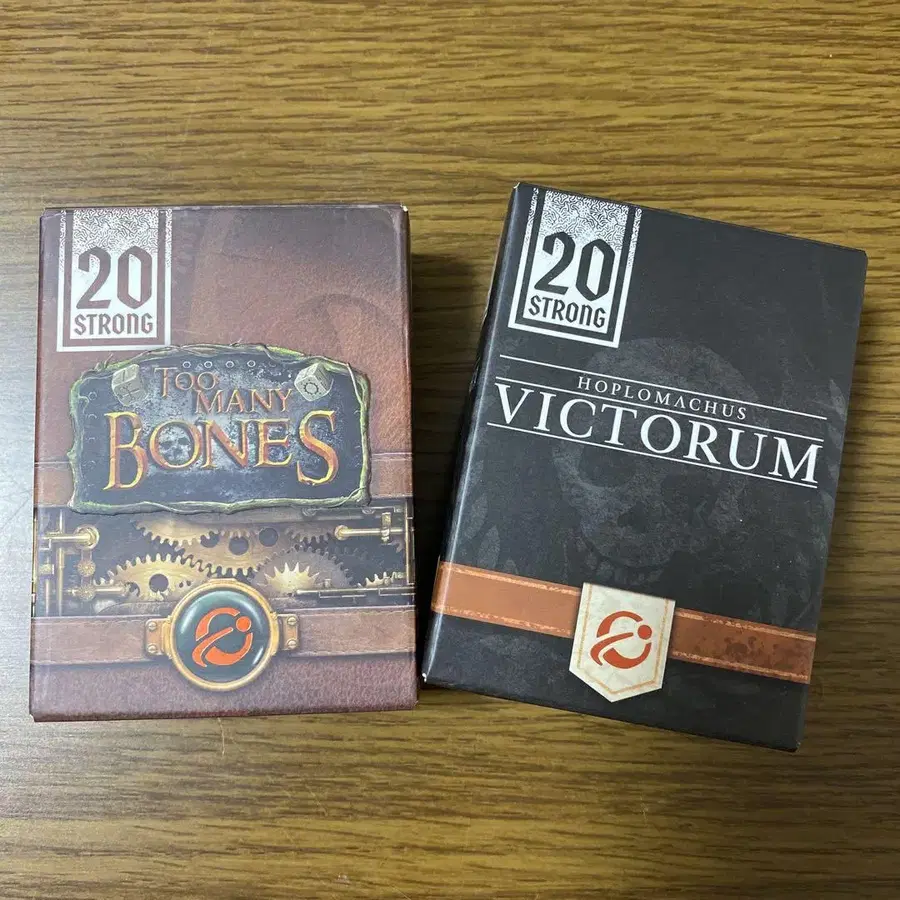 20
STRONG
TOO
MANY
BONES
20
STRONG
HOPLOMACHUS
VICTORUM